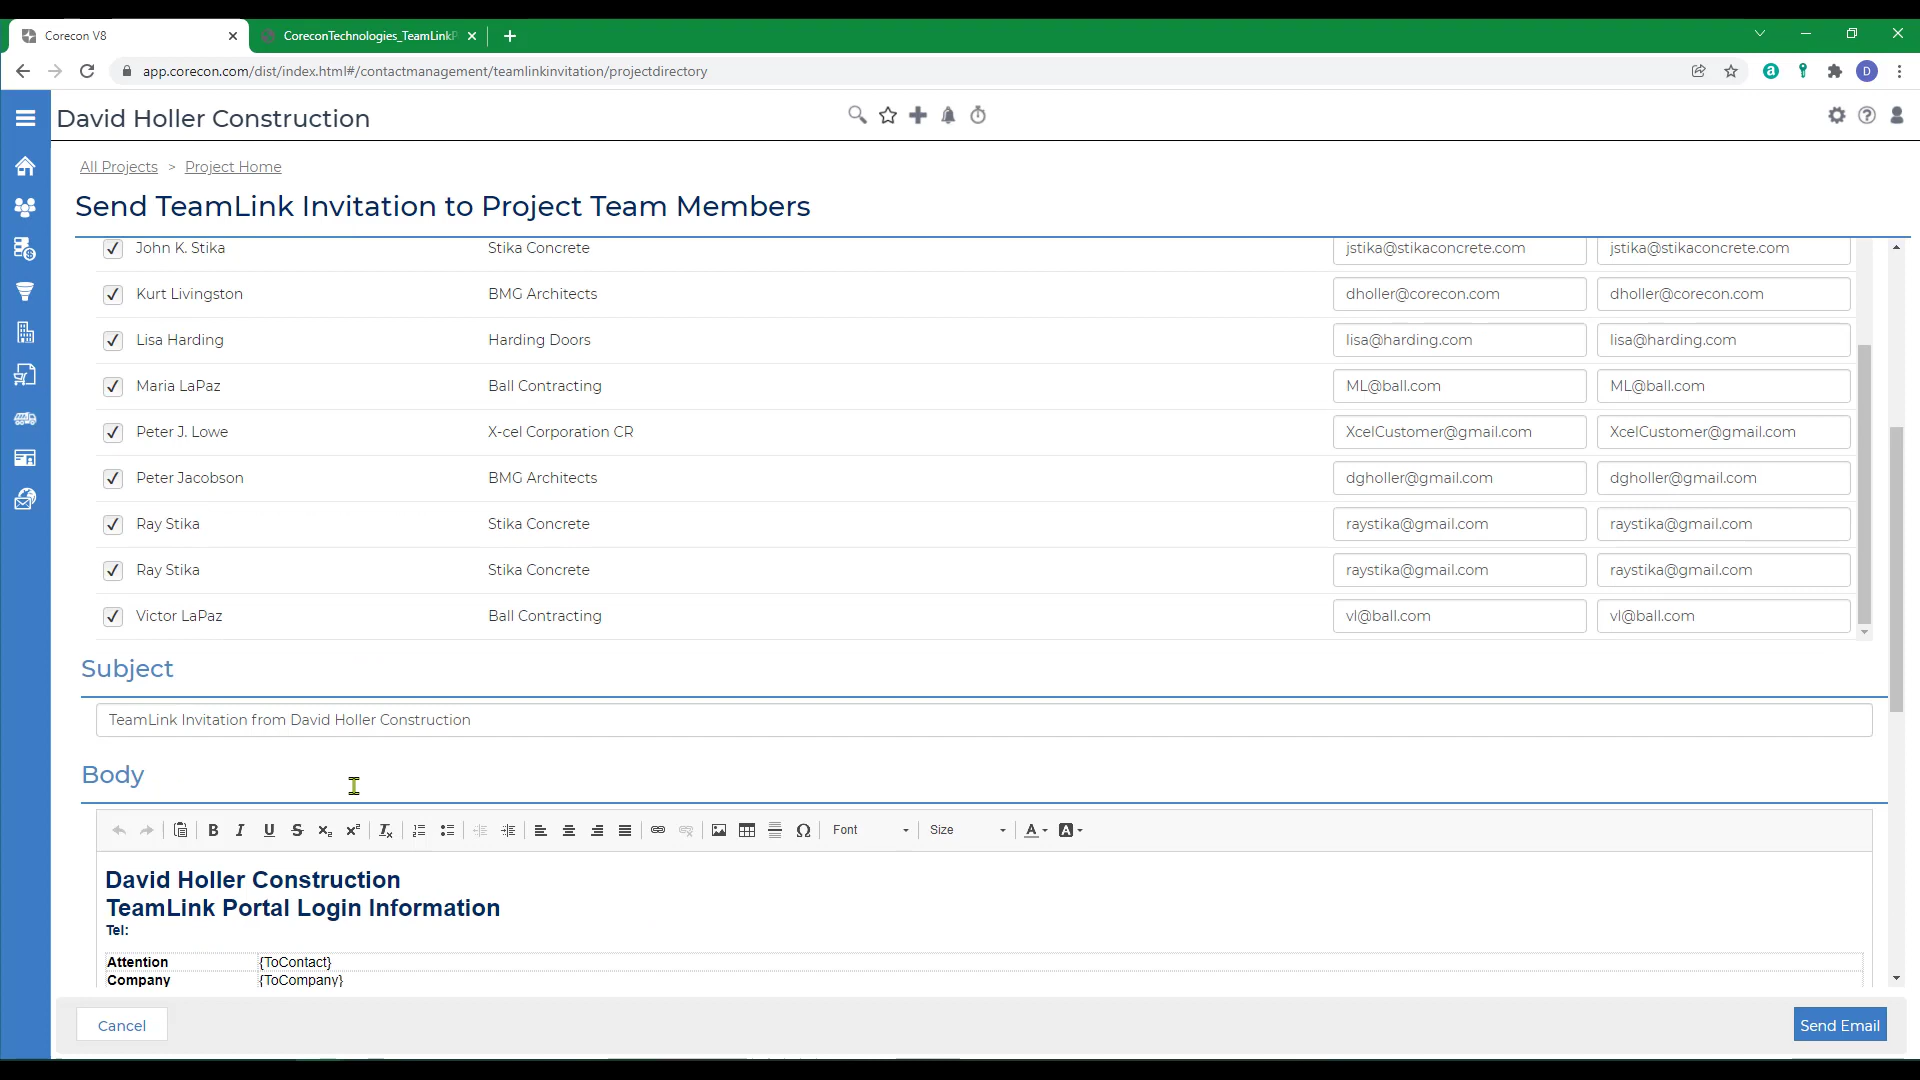 Corecon V8
CoreconTechnologies_TeamLinkP
app.corecon.com/dist/index.html#/contactmanagement/teamlinkinvitation/projectdirectory
D
David Holler Construction
All Projects > Project Home
Send TeamLink Invitation to Project Team Members
John K. Stika Stika Concrete jstika@stikaconcrete.com jstika@stikaconcrete.com
Kurt Livingston BMG Architects dholler@corecon.com dholler@corecon.com
Lisa Harding Harding Doors lisa@harding.com lisa@harding.com
Maria LaPaz Ball Contracting ML@ball.com ML@ball.com
Peter J. Lowe X-cel Corporation CR XcelCustomer@gmail.com XcelCustomer@gmail.com
Peter Jacobson BMG Architects dgholler@gmail.com dgholler@gmail.com
Ray Stika Stika Concrete raystika@gmail.com raystika@gmail.com
Ray Stika Stika Concrete raystika@gmail.com raystika@gmail.com
Victor LaPaz Ball Contracting vl@ball.com vl@ball.com
Subject
TeamLink Invitation from David Holler Construction
Body
Font Size
David Holler Construction
TeamLink Portal Login Information
Tel:
Attention {ToContact}
Company {ToCompany}
Cancel Send Email